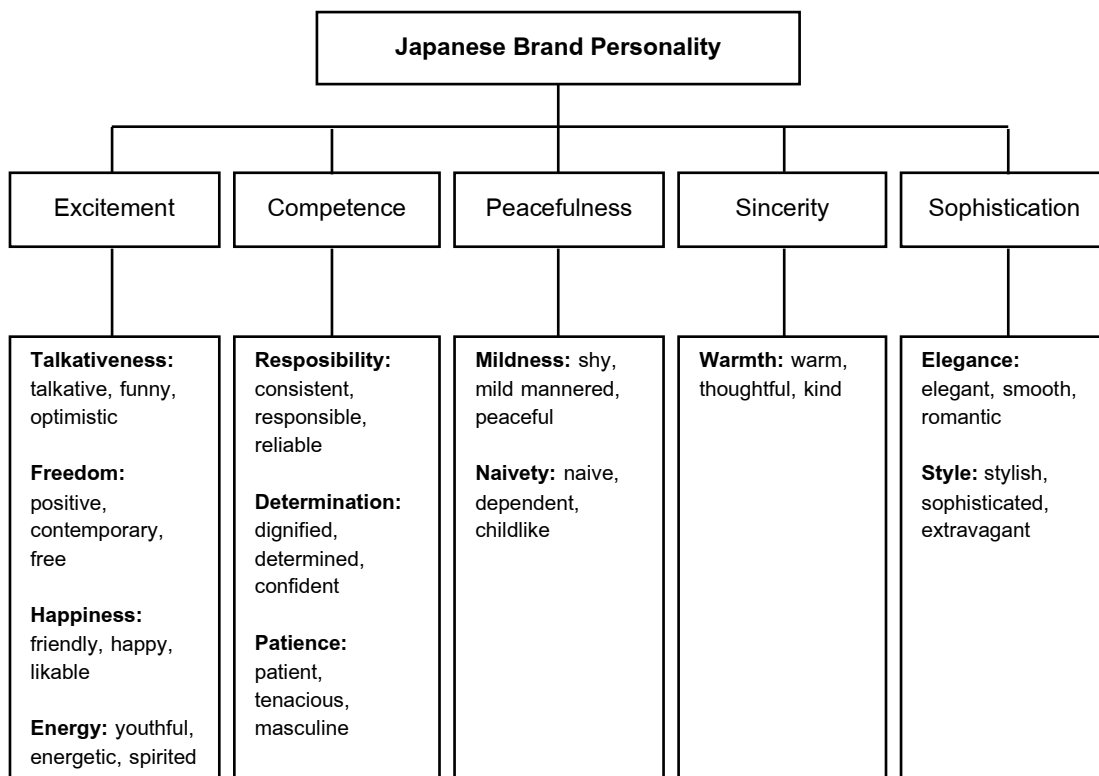 Japanese Brand Personality
Excitement
Competence
Peacefulness
Sincerity
Sophistication
Talkativeness:
talkative, funny,
optimistic
Freedom:
positive,
contemporary,
free
Happiness:
friendly, happy,
likable
Energy: youthful,
energetic, spirited
Resposibility:
consistent,
responsible,
reliable
Determination:
dignified,
determined,
confident
Patience:
patient,
tenacious,
masculine
Mildness: shy,
mild mannered,
peaceful
Naivety: naive,
dependent,
childlike
Warmth: warm,
thoughtful, kind
Elegance:
elegant, smooth,
romantic
Style: stylish,
sophisticated,
extravagant